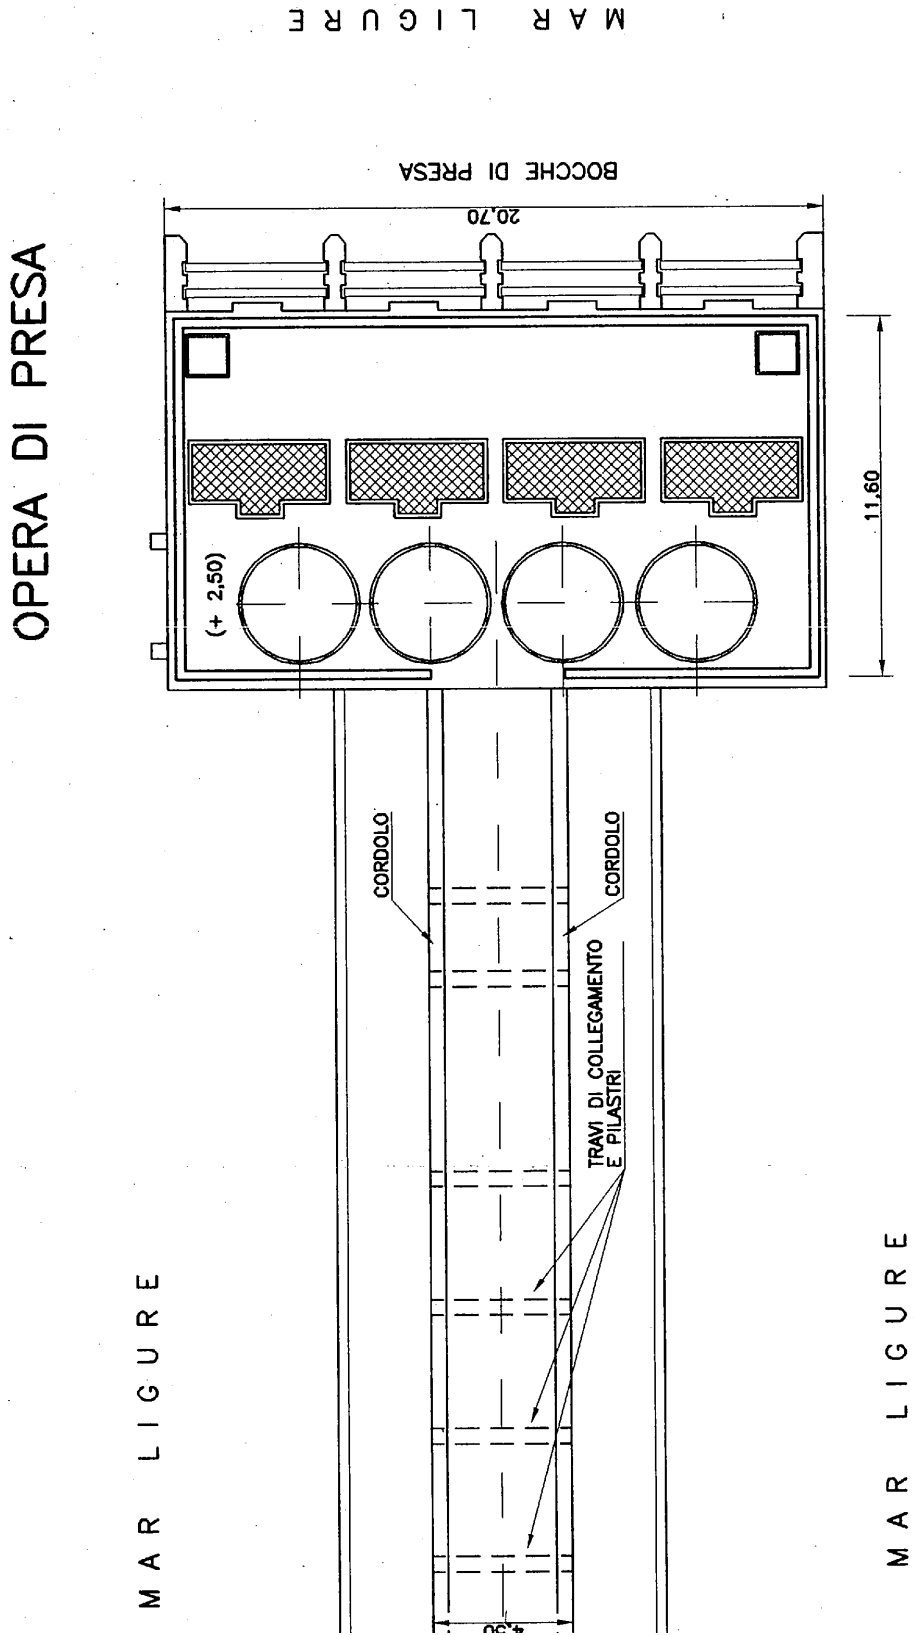 MAR LIGURE
BOCCHE DI PRESA
20,70
OPERA DI PRESA
(+ 2,50)
11,60
CORDOLO
CORDOLO
TRAVI DI COLLEGAMENTO
E PILASTRI
MAR LIGURE
MAR LIGURE